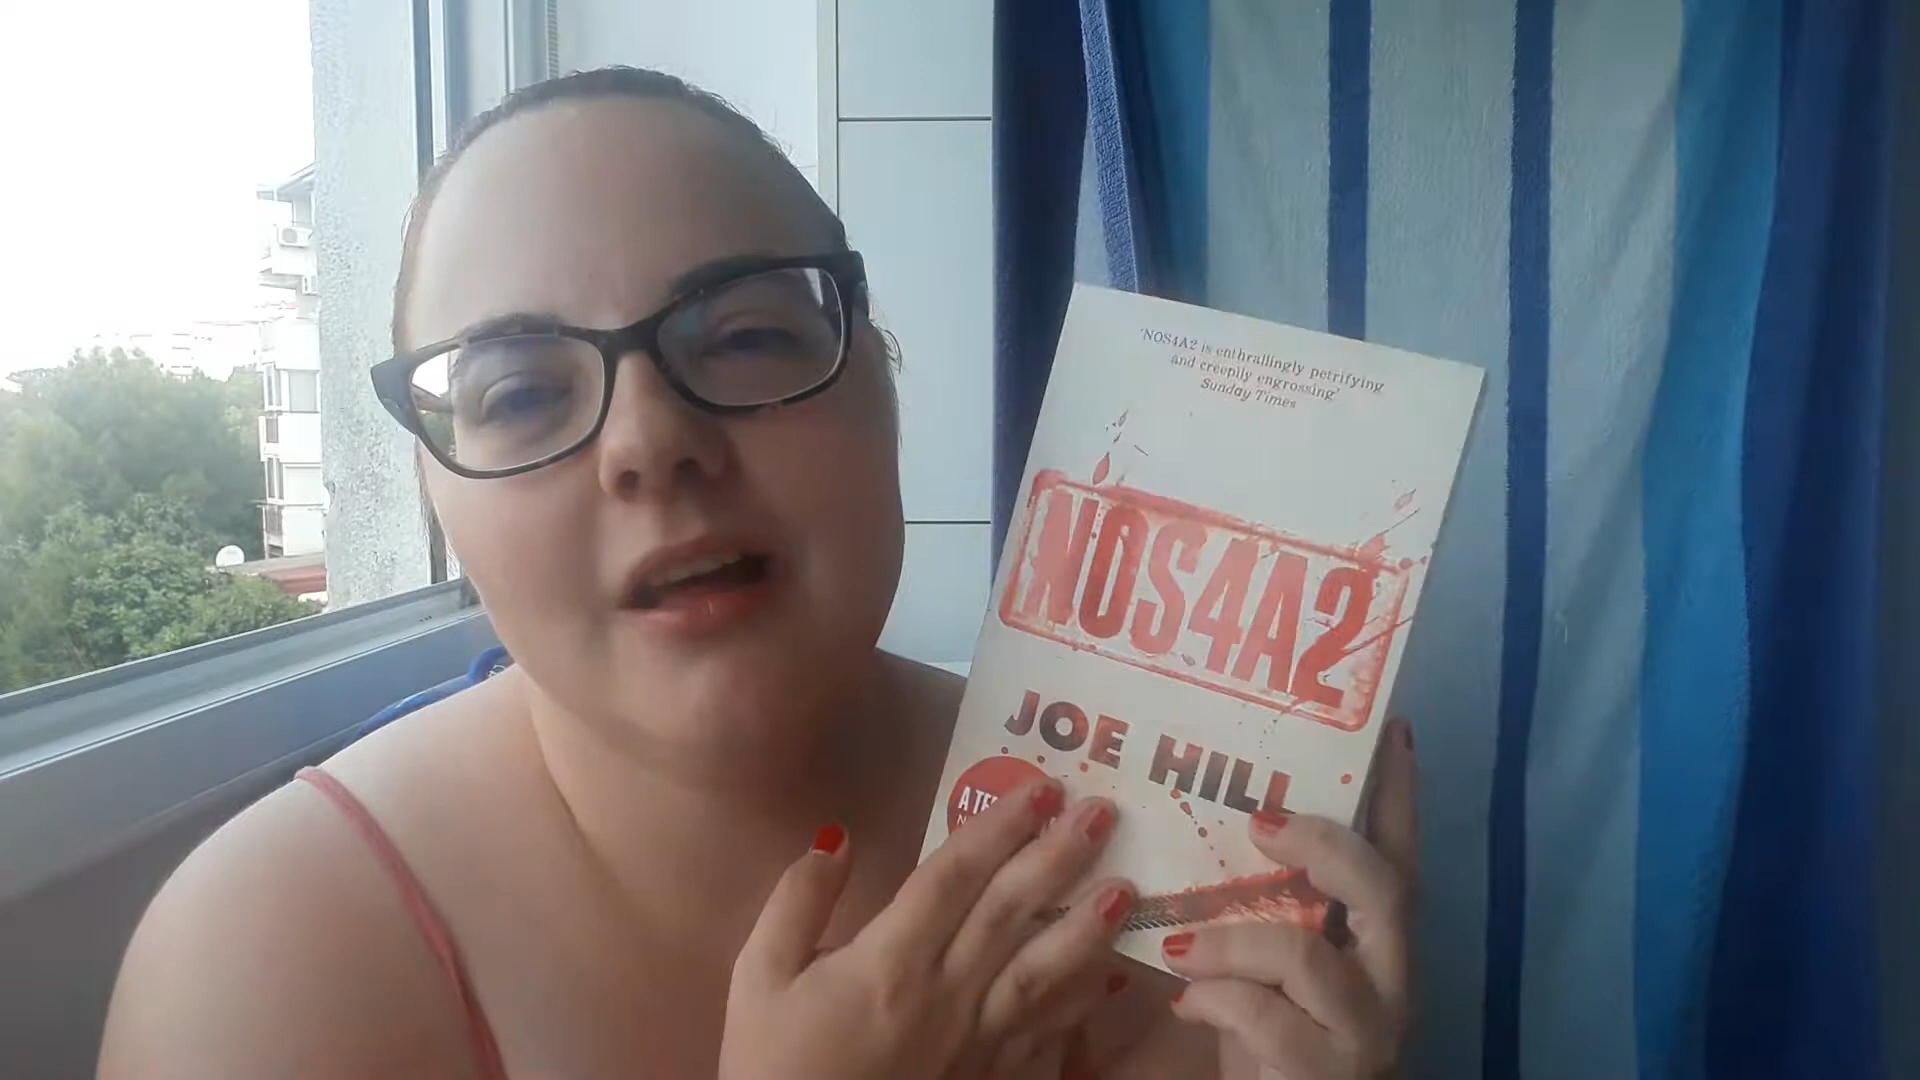 'NOS4A2 is enthrallingly petrifying
and creepily engrossing'
Sunday Times
NOS4A2
JOE HILL
A